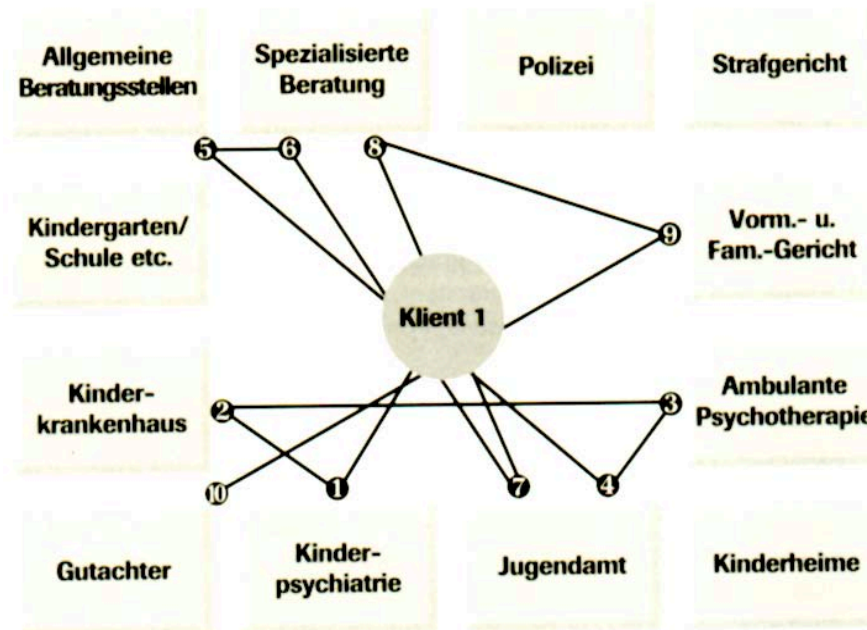 Allgemeine
Beratungsstellen
Spezialisierte
Beratung
Polizei
Strafgericht
5
6
8
Kindergarten/
Schule etc.
9
Vorm.- u.
Fam.-Gericht
Klient 1
Kinder-
krankenhaus
2
3
Ambulante
Psychotherapie
10
1
7
4
Gutachter
Kinder-
psychiatrie
Jugendamt
Kinderheime